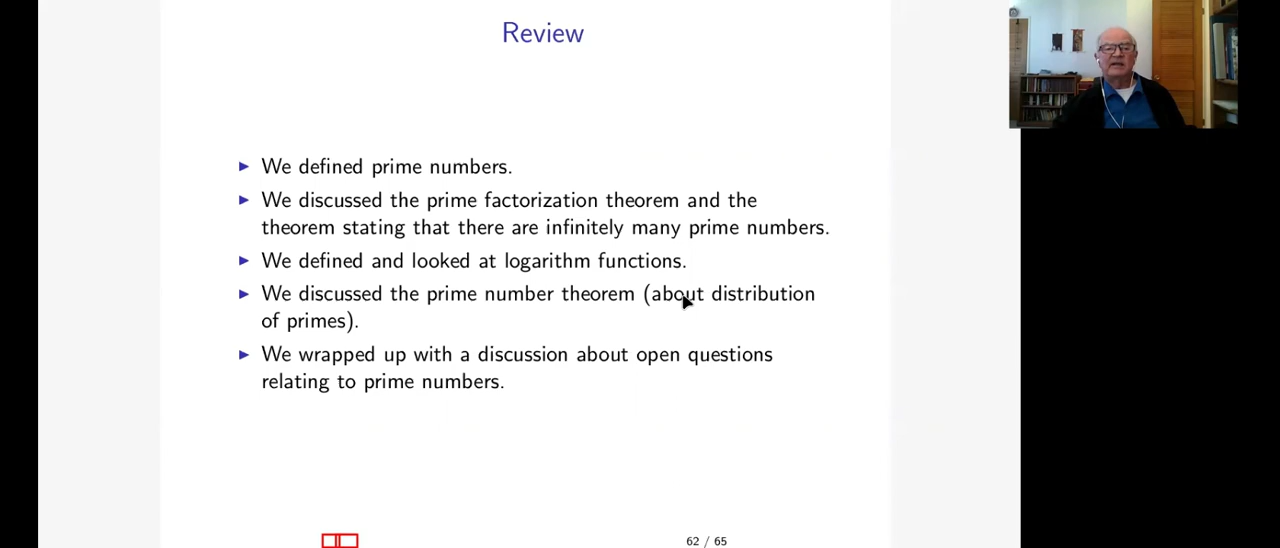 Review
► We defined prime numbers.
► We discussed the prime factorization theorem and the
theorem stating that there are infinitely many prime numbers.
► We defined and looked at logarithm functions.
► We discussed the prime number theorem (about distribution
of primes).
► We wrapped up with a discussion about open questions
relating to prime numbers.
62 / 65